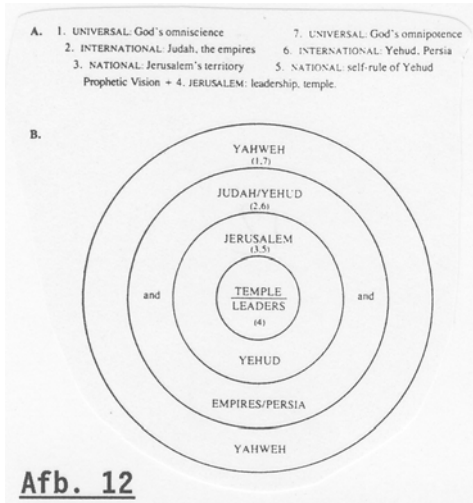 A. 1. UNIVERSAL: God's omniscience 7. UNIVERSAL: God's omnipotence
2. INTERNATIONAL: Judah, the empires 6. INTERNATIONAL: Yehud, Persia
3. NATIONAL: Jerusalem's territory 5. NATIONAL: self-rule of Yehud
Prophetic Vision + 4. JERUSALEM: leadership, temple.
B.
YAHWEH
(1,7)
JUDAH/YEHUD
(2,6)
JERUSALEM
(3,5)
TEMPLE
and LEADERS and
(4)
YEHUD
EMPIRES/PERSIA
YAHWEH
Afb. 12